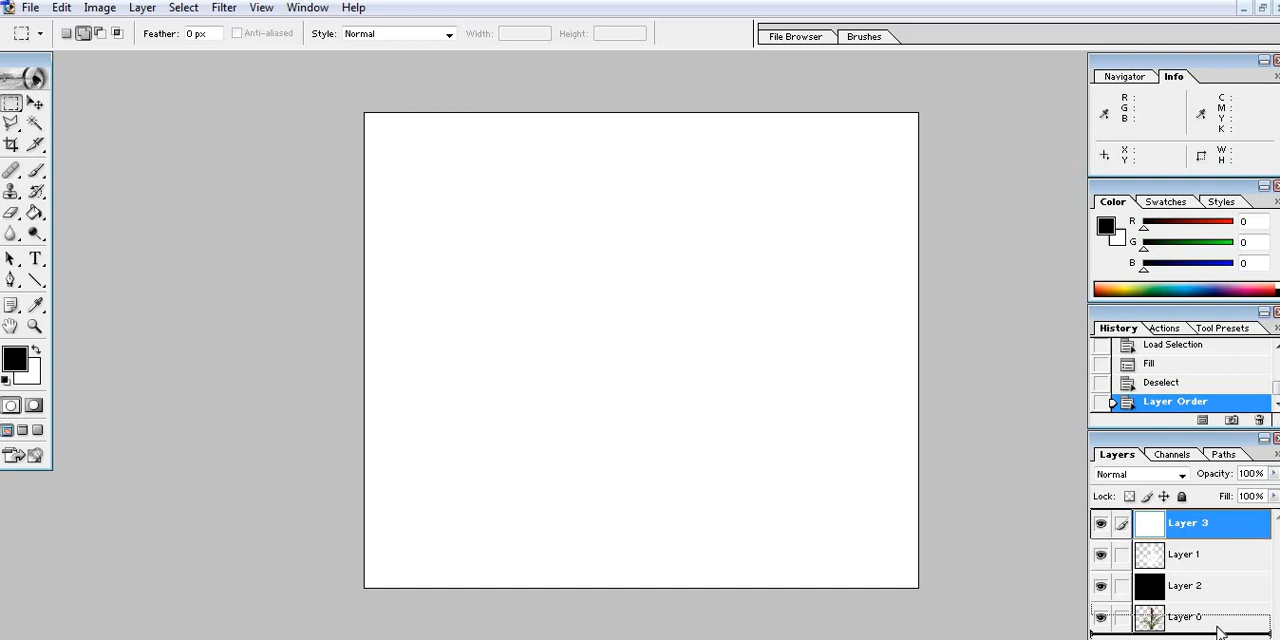 File Edit Image Layer Select Filter View Window Help
Feather: 0 px Anti-aliased Style: Normal Width: Height: File Browser Brushes
Navigator Info
R : C :
G : M :
B : Y :
K :
X : W :
Y : H :
Color Swatches Styles
R 0
G 0
B 0
T
History Actions Tool Presets
Load Selection
Fill
Deselect
Layer Order
Layers Channels Paths
Normal Opacity: 100%
Lock: Fill: 100%
Layer 3
Layer 1
Layer 2
Layer 0